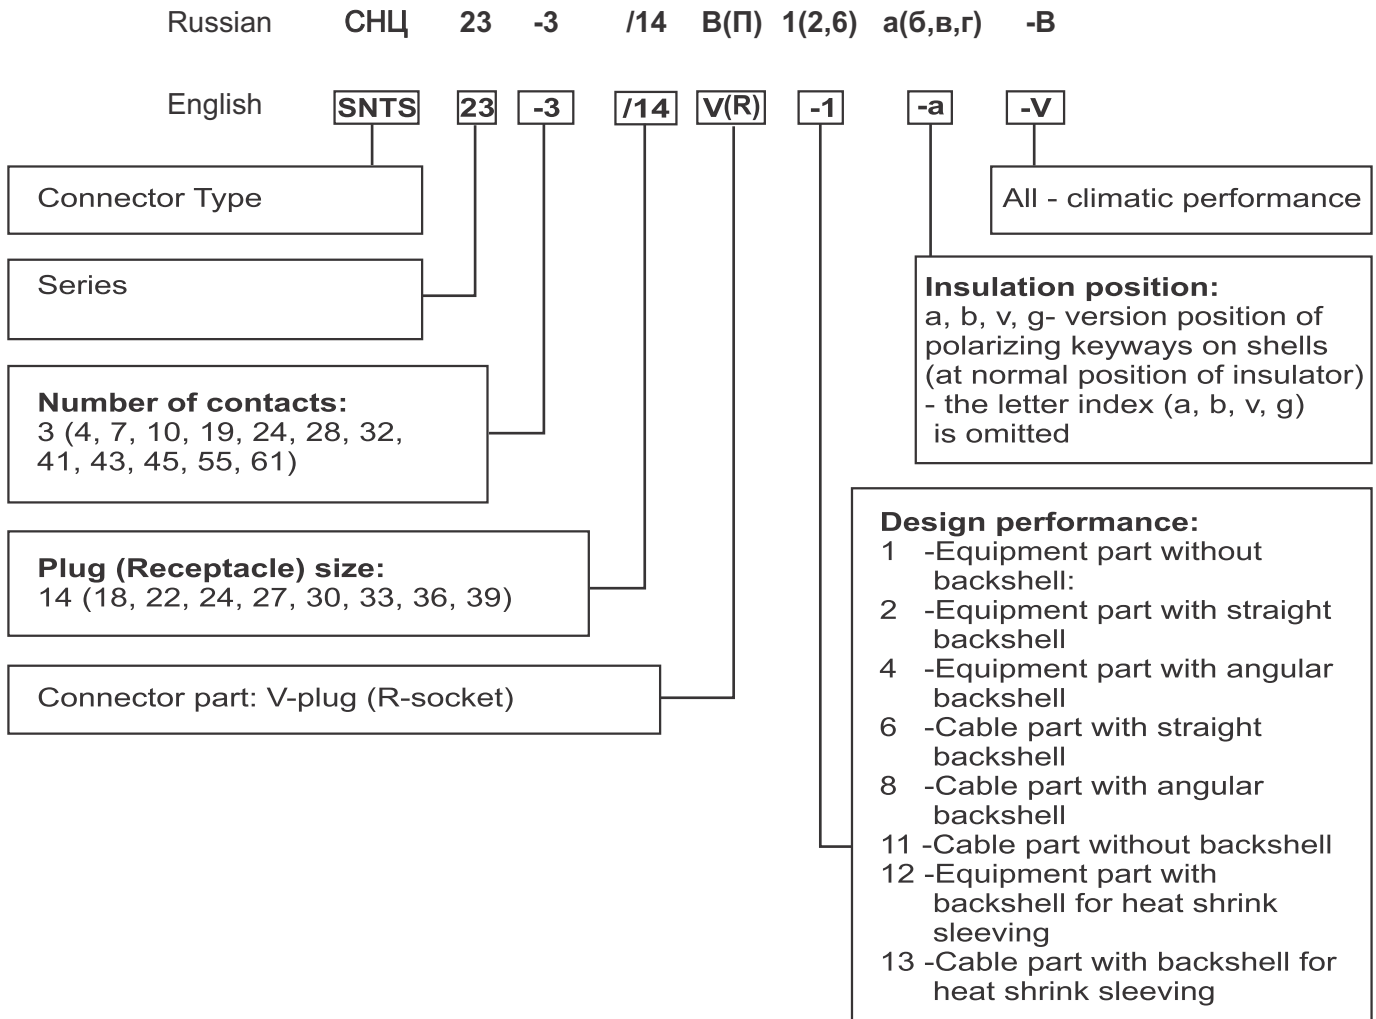 Russian СНЦ 23 -3 /14 В(П) 1(2,6) а(б,в,г) -В
English SNTS 23 -3 /14 V(R) -1 -a -V
Connector Type
All - climatic performance
Series
Insulation position:
a, b, v, g- version position of
polarizing keyways on shells
(at normal position of insulator)
- the letter index (a, b, v, g)
is omitted
Number of contacts:
3 (4, 7, 10, 19, 24, 28, 32,
41, 43, 45, 55, 61)
Plug (Receptacle) size:
14 (18, 22, 24, 27, 30, 33, 36, 39)
Connector part: V-plug (R-socket)
Design performance:
1 -Equipment part without
backshell:
2 -Equipment part with straight
backshell
4 -Equipment part with angular
backshell
6 -Cable part with straight
backshell
8 -Cable part with angular
backshell
11 -Cable part without backshell
12 -Equipment part with
backshell for heat shrink
sleeving
13 -Cable part with backshell for
heat shrink sleeving